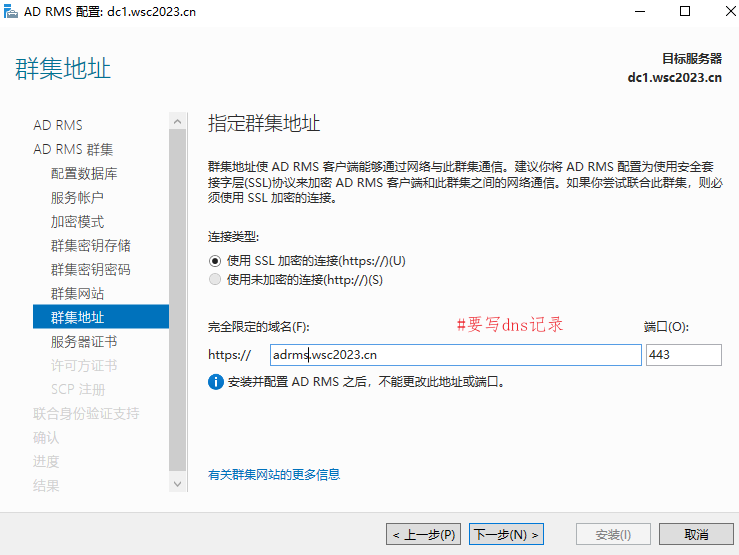 AD RMS 配置: dc1.wsc2023.cn
群集地址
目标服务器
dc1.wsc2023.cn
AD RMS
AD RMS 群集
配置数据库
服务帐户
加密模式
群集密钥存储
群集密钥密码
群集网站
群集地址
服务器证书
许可方证书
SCP 注册
联合身份验证支持
确认
进度
结果
指定群集地址
群集地址使 AD RMS 客户端能够通过网络与此群集通信。建议你将 AD RMS 配置为使用安全套
接字层(SSL)协议来加密 AD RMS 客户端和此群集之间的网络通信。如果你尝试联合此群集，则必
须使用 SSL 加密的连接。
连接类型:
使用 SSL 加密的连接(https://)(U)
使用未加密的连接(http://)(S)
完全限定的域名(F):
#要写dns记录
端口(O):
https://
adrms.wsc2023.cn
443
安装并配置 AD RMS 之后，不能更改此地址或端口。
有关群集网站的更多信息
< 上一步(P)
下一步(N) >
安装(I)
取消